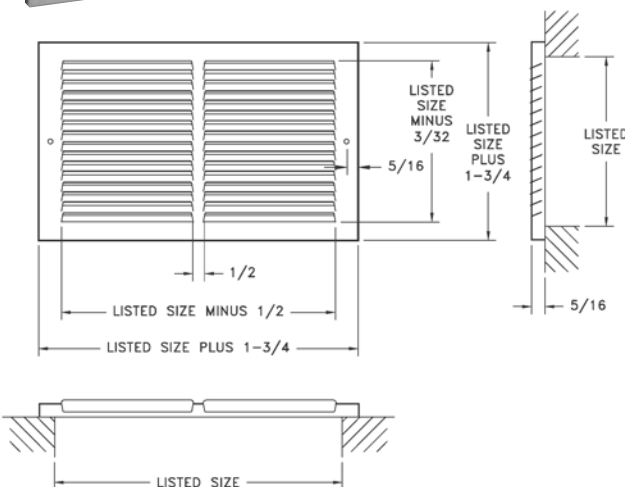 LISTED
SIZE
MINUS
3/32
LISTED
SIZE
PLUS
1-3/4
LISTED
SIZE
5/16
1/2
5/16
LISTED SIZE MINUS 1/2
LISTED SIZE PLUS 1-3/4
LISTED SIZE